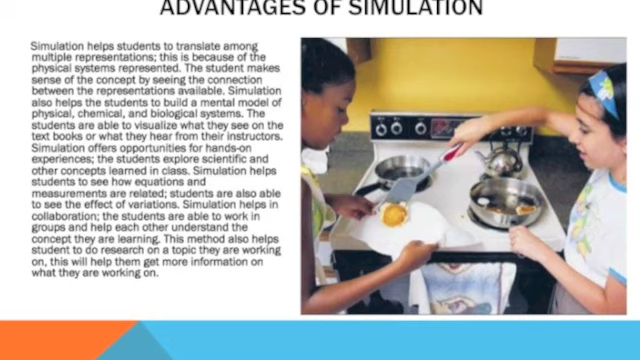 ADVANTAGES OF SIMULATION
Simulation helps students to translate among
multiple representations; this is because of the
physical systems represented. The student makes
sense of the concept by seeing the connection
between the representations available. Simulation
also helps the students to build a mental model of
physical, chemical, and biological systems. The
students are able to visualize what they see on the
text books or what they hear from their instructors.
Simulation offers opportunities for hands-on
experiences; the students explore scientific and
other concepts learned in class. Simulation helps
students to see how equations and
measurements are related; students are also able
to see the effect of variations. Simulation helps in
collaboration; the students are able to work in
groups and help each other understand the
concept they are learning. This method also helps
student to do research on a topic they are working
on, this will help them get more information on
what they are working on.